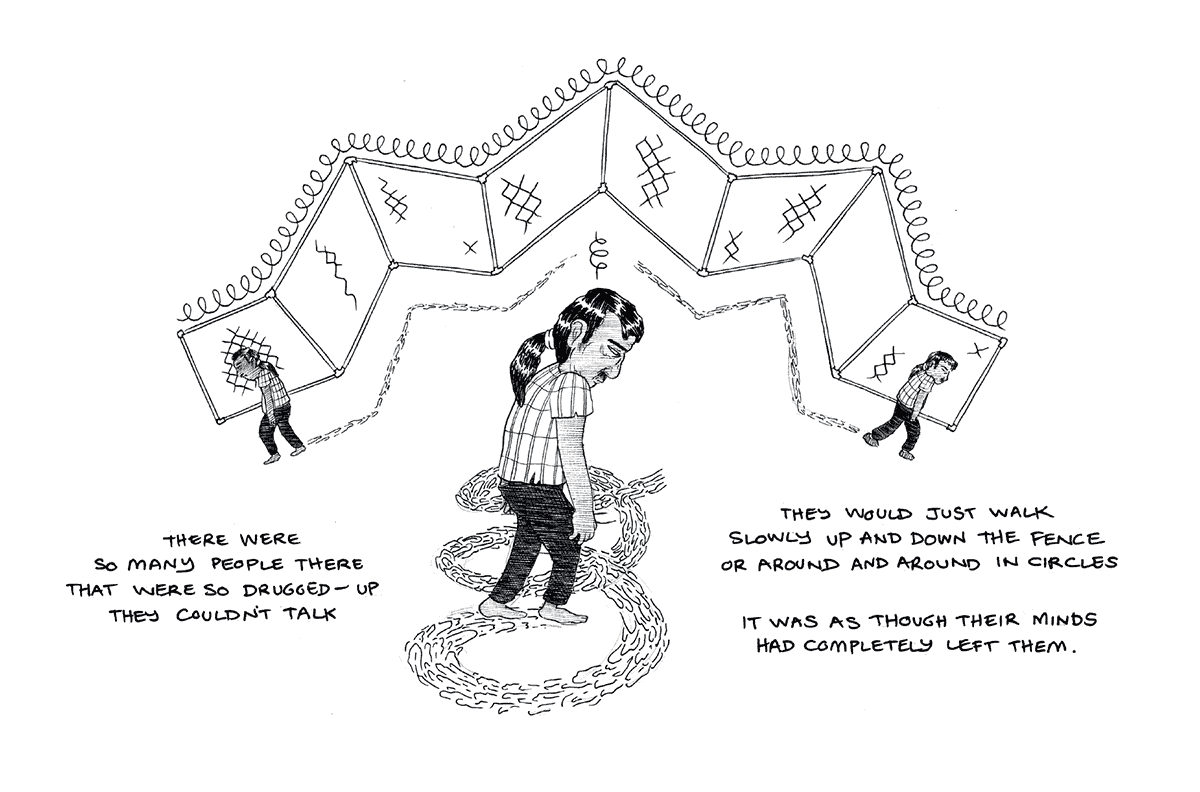 THERE WERE
SO MANY PEOPLE THERE
THAT WERE SO DRUGGED-UP
THEY COULDN'T TALK
THEY WOULD JUST WALK
SLOWLY UP AND DOWN THE FENCE
OR AROUND AND AROUND IN CIRCLES
IT WAS AS THOUGH THEIR MINDS
HAD COMPLETELY LEFT THEM.